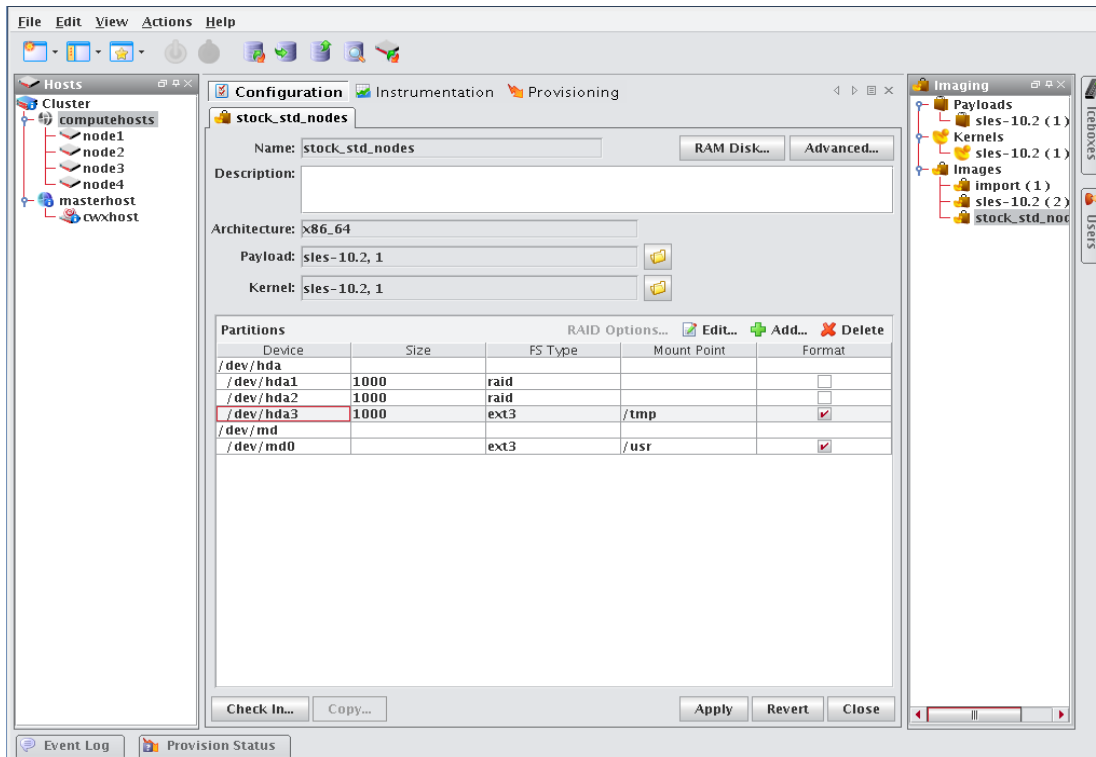 File Edit View Actions Help
Hosts
Cluster
computehosts
node1
node2
node3
node4
masterhost
cwxhost
Configuration Instrumentation Provisioning
stock_std_nodes
Name: stock_std_nodes RAM Disk... Advanced...
Description:
Architecture: x86_64
Payload: sles-10.2, 1
Kernel: sles-10.2, 1
Partitions RAID Options... Edit... Add... Delete
Device Size FS Type Mount Point Format
/dev/hda
/dev/hda1 1000 raid
/dev/hda2 1000 raid
/dev/hda3 1000 ext3 /tmp
/dev/md
/dev/md0 ext3 /usr
Check In... Copy... Apply Revert Close
Imaging
Payloads
sles-10.2 (1)
Kernels
sles-10.2 (1)
Images
import (1)
sles-10.2 (2)
stock_std_noc
Iceboxes
Users
Event Log Provision Status